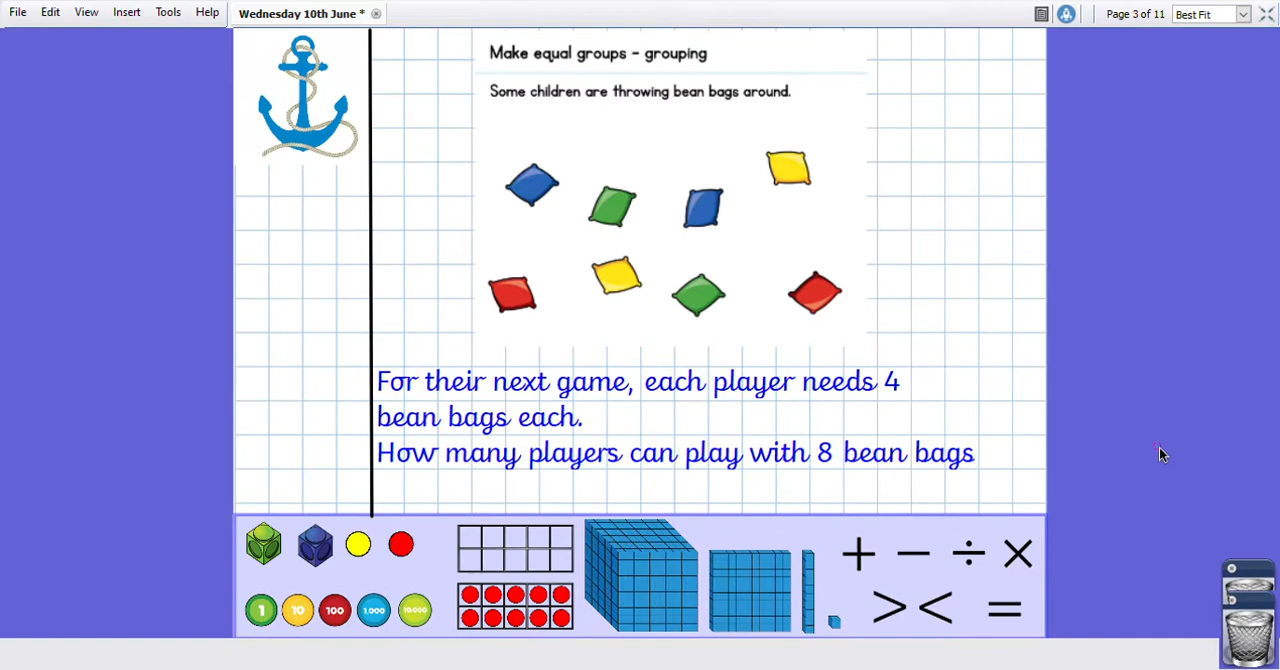 File Edit View Insert Tools Help
Wednesday 10th June *
Page 3 of 11
Best Fit
Make equal groups - grouping
Some children are throwing bean bags around.
For their next game, each player needs 4
bean bags each.
How many players can play with 8 bean bags
+ − ÷ ×
1 10 100 1,000 10,000
> < =